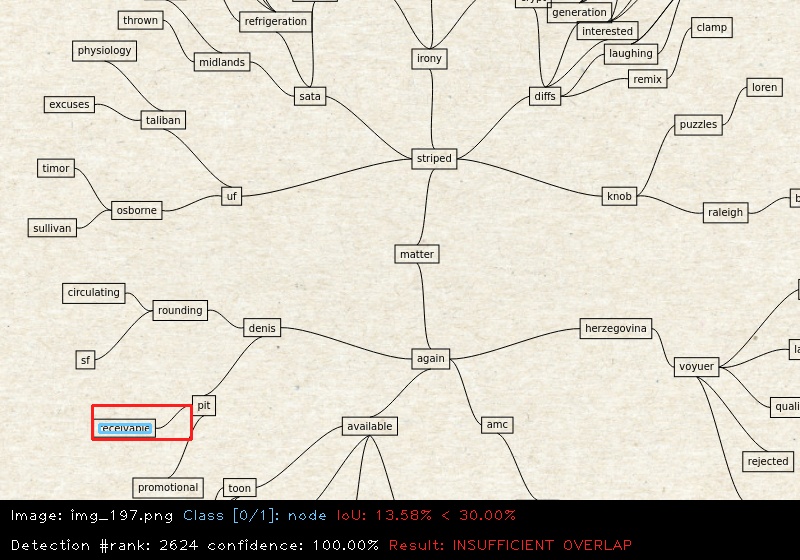 thrown
refrigeration
generation
interested
clamp
physiology
midlands
irony
laughing
remix
loren
excuses
sata
diffs
taliban
puzzles
striped
timor
uf
knob
osborne
raleigh
sullivan
matter
circulating
rounding
denis
herzegovina
sf
again
voyuer
pit
receivable
available
amc
rejected
promotional
toon
Image: img_197.png Class [0/1]: node IoU: 13.58% < 30.00%
Detection #rank: 2624 confidence: 100.00% Result: INSUFFICIENT OVERLAP